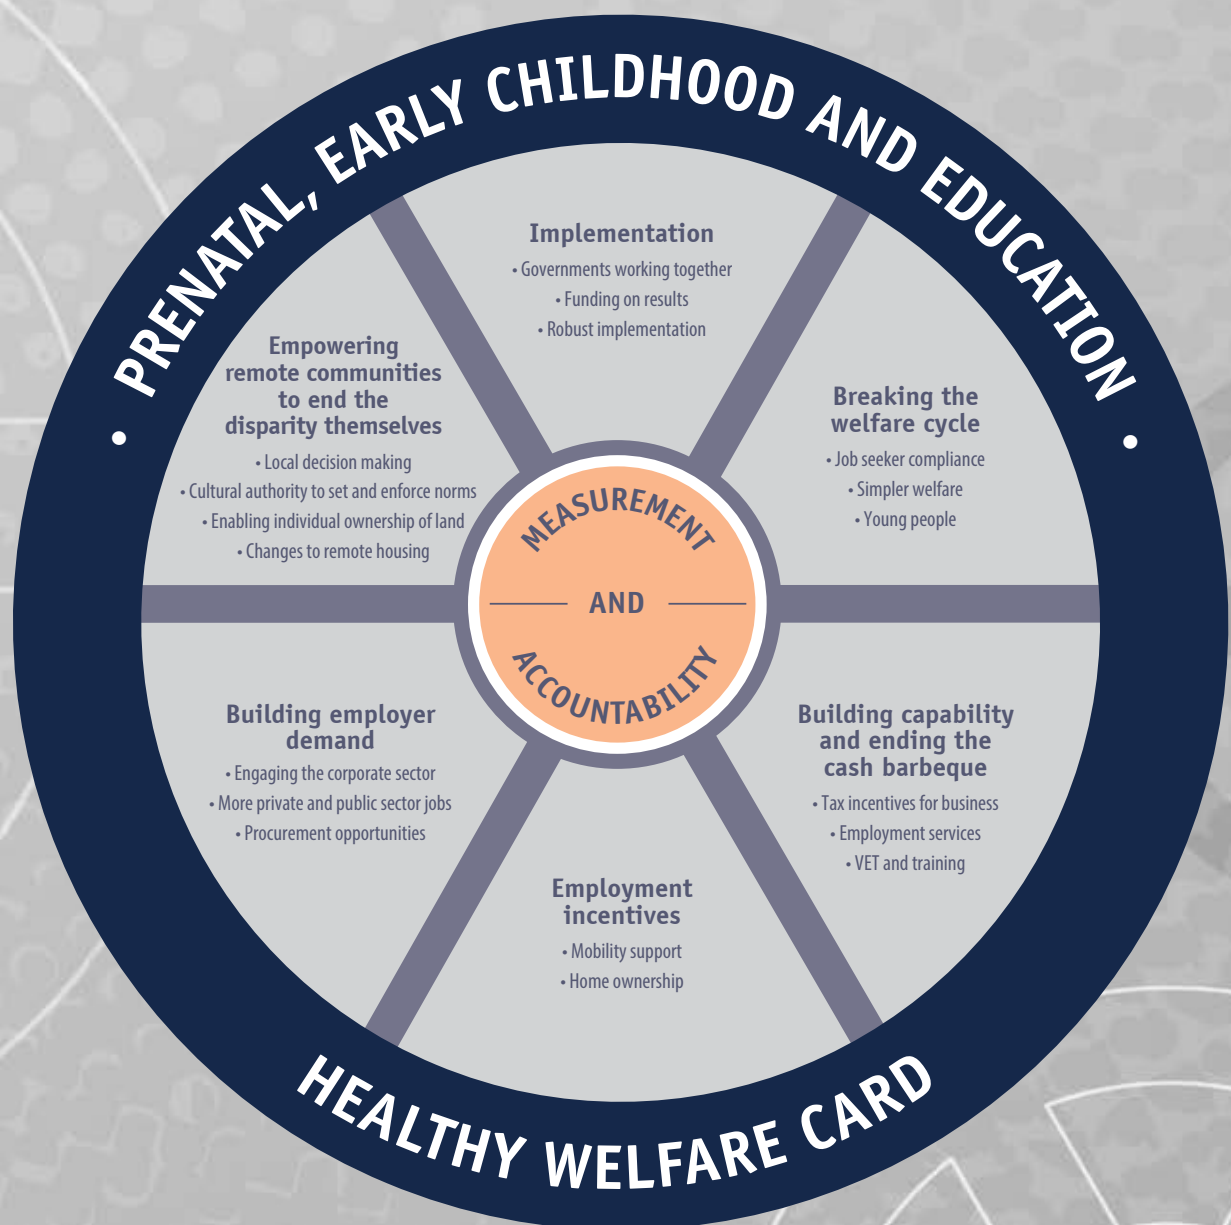 PRENATAL, EARLY CHILDHOOD AND EDUCATION
Implementation
• Governments working together
• Funding on results
• Robust implementation
Breaking the
welfare cycle
• Job seeker compliance
• Simpler welfare
• Young people
Building capability
and ending the
cash barbeque
• Tax incentives for business
• Employment services
• VET and training
Employment
incentives
• Mobility support
• Home ownership
Building employer
demand
• Engaging the corporate sector
• More private and public sector jobs
• Procurement opportunities
Empowering
remote communities
to end the
disparity themselves
• Local decision making
• Cultural authority to set and enforce norms
• Enabling individual ownership of land
• Changes to remote housing
MEASUREMENT
AND
ACCOUNTABILITY
HEALTHY WELFARE CARD